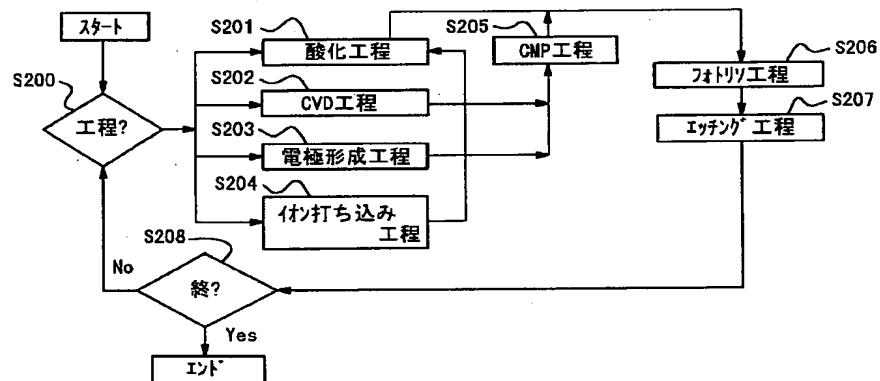 スタート
S200
工程?
S201
酸化工程
S202
CVD工程
S203
電極形成工程
S204
イオン打ち込み
工程
S205
CMP工程
S206
フォトリソ工程
S207
エッチング工程
S208
終?
No
Yes
エンド